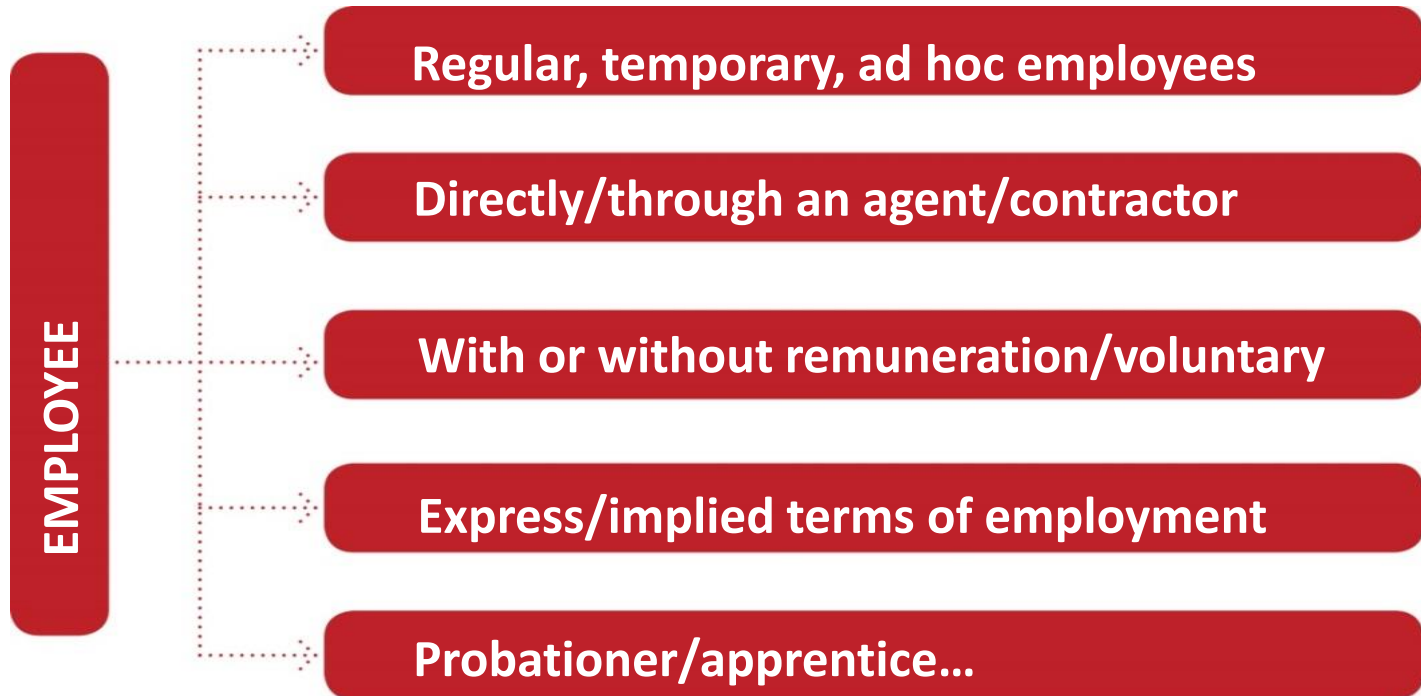 EMPLOYEE
Regular, temporary, ad hoc employees
Directly/through an agent/contractor
With or without remuneration/voluntary
Express/implied terms of employment
Probationer/apprentice…